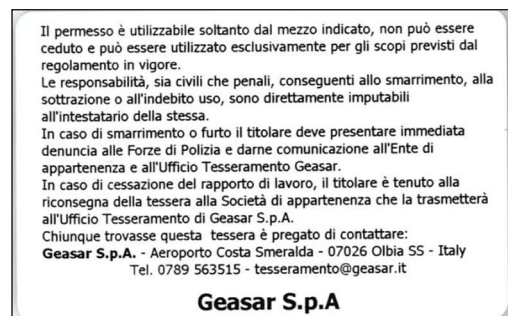 Il permesso è utilizzabile soltanto dal mezzo indicato, non può essere
ceduto e può essere utilizzato esclusivamente per gli scopi previsti dal
regolamento in vigore.
Le responsabilità, sia civili che penali, conseguenti allo smarrimento, alla
sottrazione o all'indebito uso, sono direttamente imputabili
all'intestatario della stessa.
In caso di smarrimento o furto il titolare deve presentare immediata
denuncia alle Forze di Polizia e darne comunicazione all'Ente di
appartenenza e all'Ufficio Tesseramento Geasar.
In caso di cessazione del rapporto di lavoro, il titolare è tenuto alla
riconsegna della tessera alla Società di appartenenza che la trasmetterà
all'Ufficio Tesseramento di Geasar S.p.A.
Chiunque trovasse questa tessera è pregato di contattare:
Geasar S.p.A. - Aeroporto Costa Smeralda - 07026 Olbia SS - Italy
Tel. 0789 563515 - tesseramento@geasar.it
Geasar S.p.A